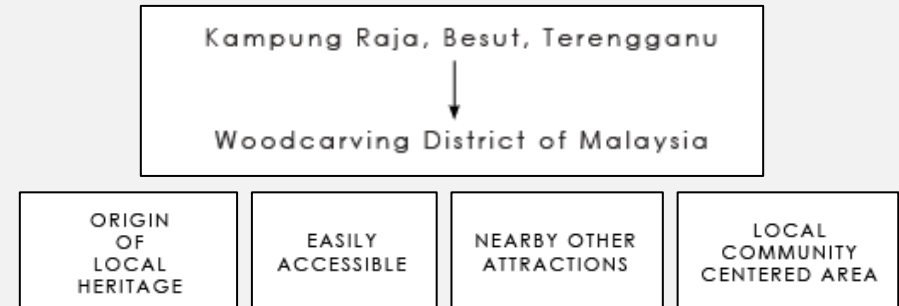 Kampung Raja, Besut, Terengganu
Woodcarving District of Malaysia
ORIGIN
OF
LOCAL
HERITAGE
EASILY
ACCESSIBLE
NEARBY OTHER
ATTRACTIONS
LOCAL
COMMUNITY
CENTERED AREA